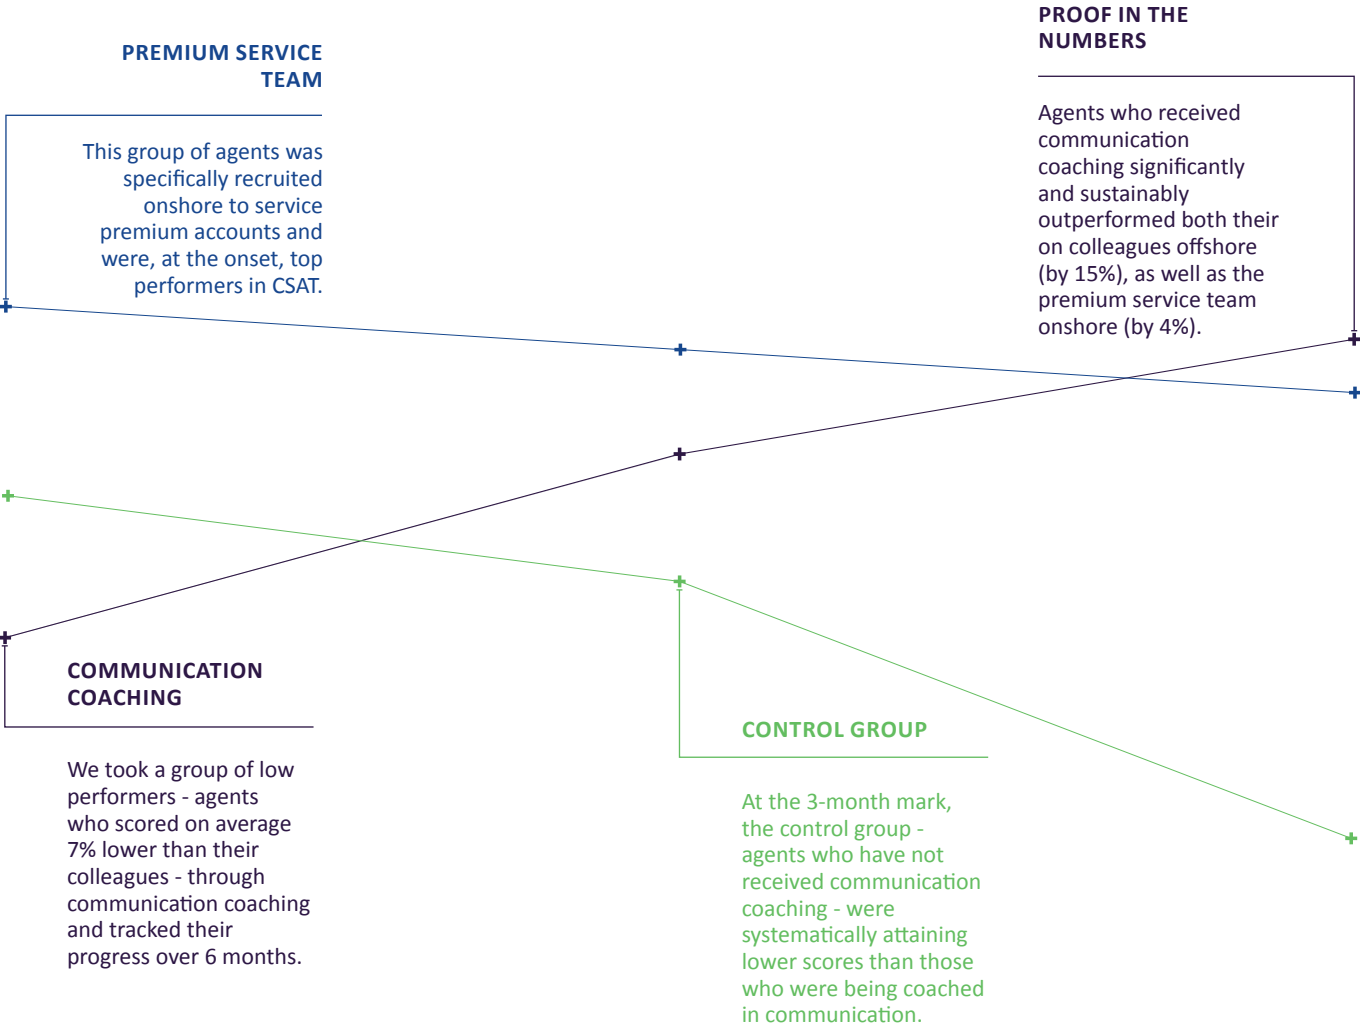 PREMIUM SERVICE
TEAM
This group of agents was
specifically recruited
onshore to service
premium accounts and
were, at the onset, top
performers in CSAT.
PROOF IN THE
NUMBERS
Agents who received
communication
coaching significantly
and sustainably
outperformed both their
on colleagues offshore
(by 15%), as well as the
premium service team
onshore (by 4%).
COMMUNICATION
COACHING
We took a group of low
performers - agents
who scored on average
7% lower than their
colleagues - through
communication coaching
and tracked their
progress over 6 months.
CONTROL GROUP
At the 3-month mark,
the control group -
agents who have not
received communication
coaching - were
systematically attaining
lower scores than those
who were being coached
in communication.